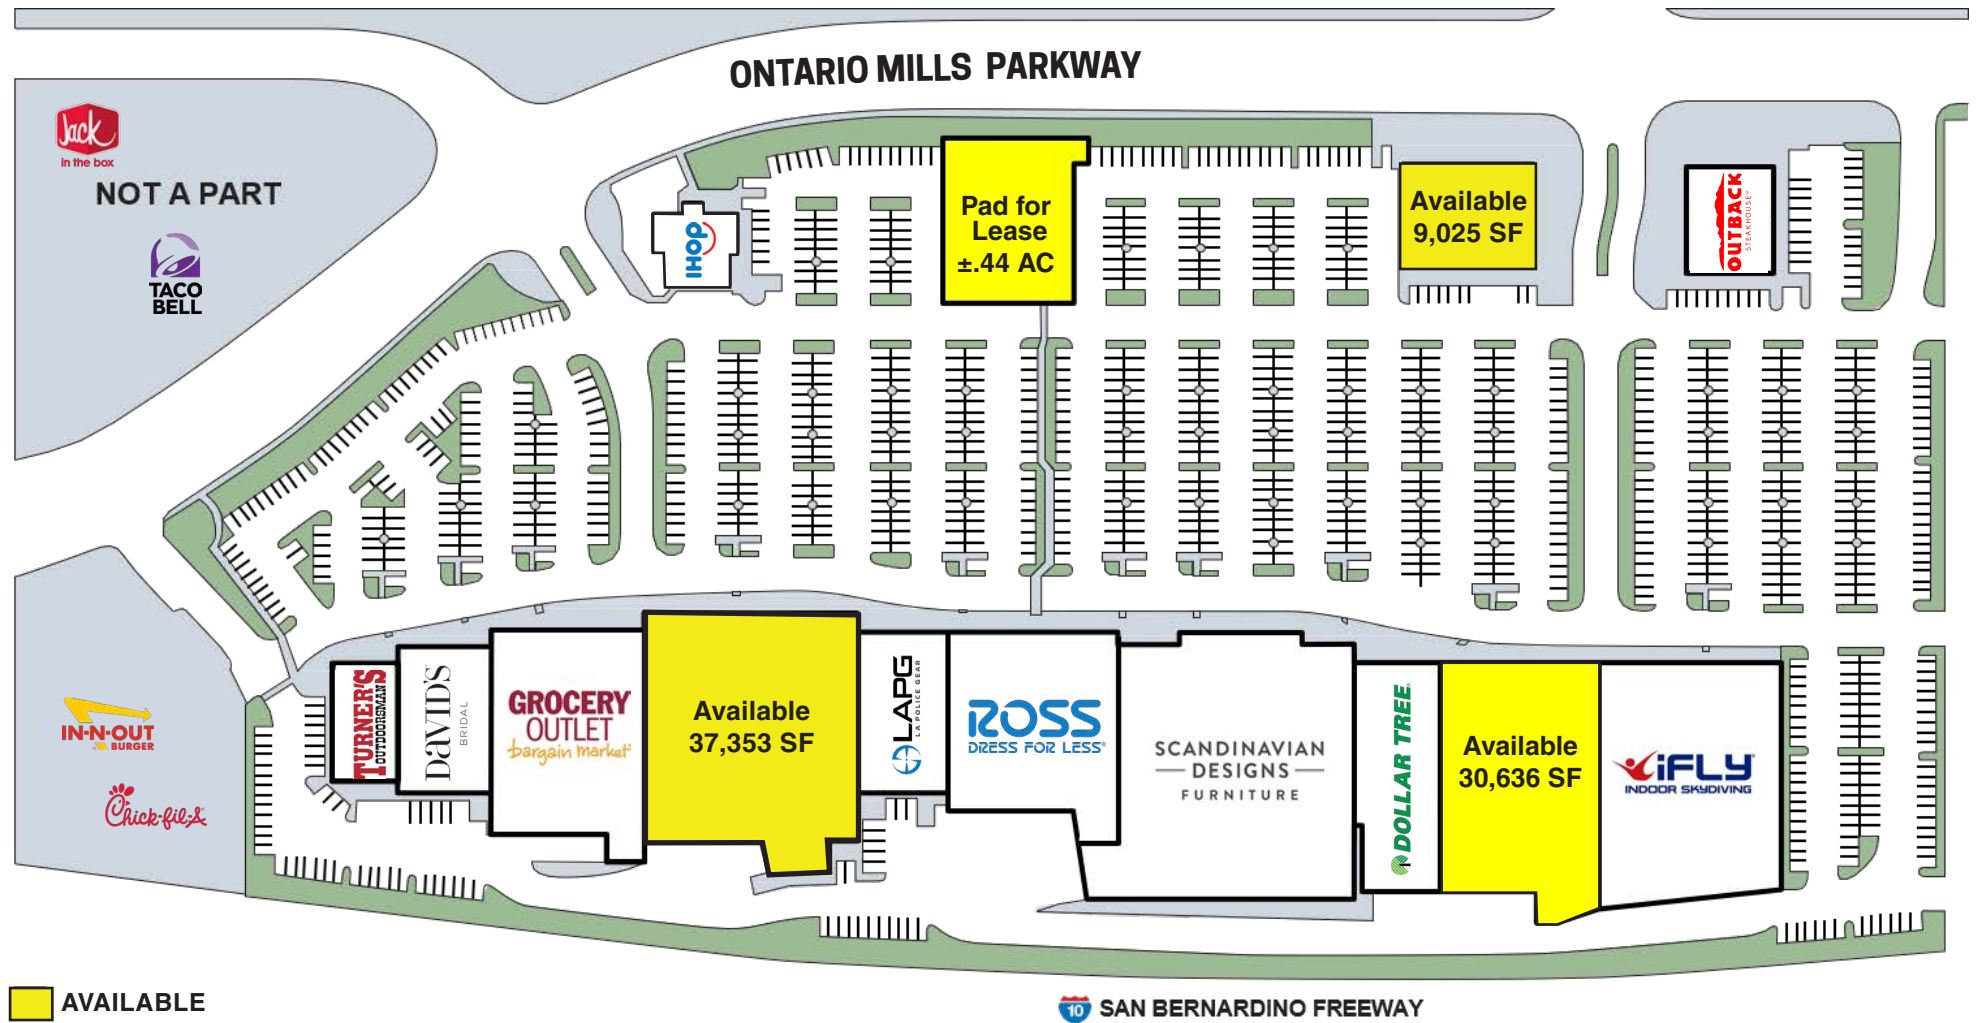 ONTARIO MILLS PARKWAY
Jack
in the box
NOT A PART
TACO
BELL
IHOP
Pad for
Lease
±.44 AC
Available
9,025 SF
OUTBACK
STEAKHOUSE®
IN-N-OUT
BURGER
Chick-fil-A
TURNER'S
OUTDOORSMAN
DAVID'S
BRIDAL
GROCERY
OUTLET
bargain market
Available
37,353 SF
LAPG
LA POLICE GEAR
ROSS
DRESS FOR LESS®
SCANDINAVIAN
DESIGNS
FURNITURE
DOLLAR TREE
Available
30,636 SF
iFLY
INDOOR SKYDIVING
AVAILABLE
10 SAN BERNARDINO FREEWAY